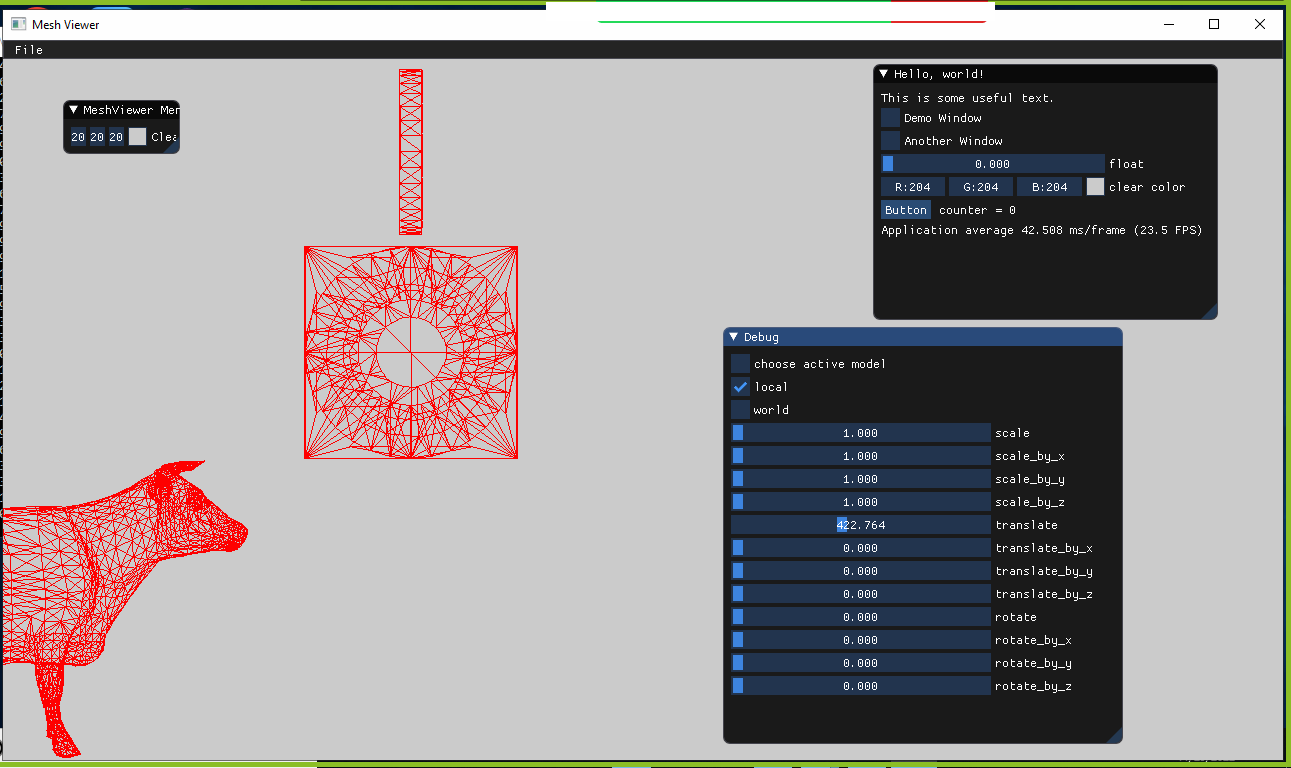 Mesh Viewer
File
MeshViewer Mer
20 20 20 Clea
Hello, world!
This is some useful text.
Demo Window
Another Window
0.000 float
R:204 G:204 B:204 clear color
Button counter = 0
Application average 42.508 ms/frame (23.5 FPS)
Debug
choose active model
local
world
1.000 scale
1.000 scale_by_x
1.000 scale_by_y
1.000 scale_by_z
422.764 translate
0.000 translate_by_x
0.000 translate_by_y
0.000 translate_by_z
0.000 rotate
0.000 rotate_by_x
0.000 rotate_by_y
0.000 rotate_by_z